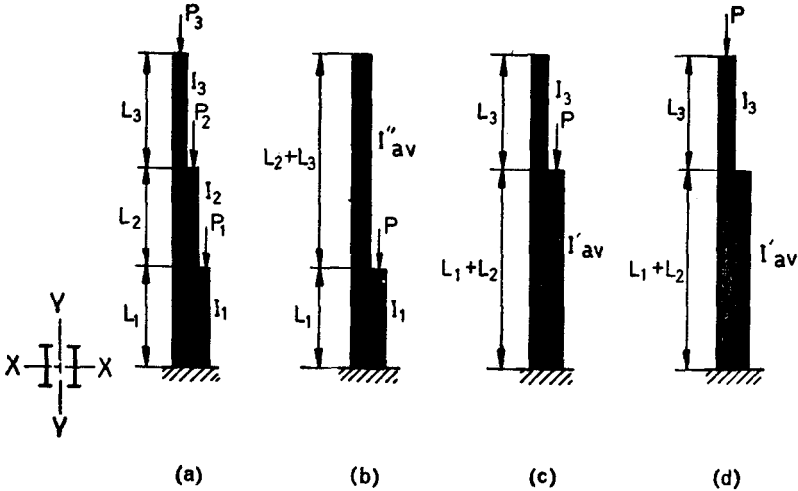 P3
L3
I3
P2
L2
I2
P1
L1
I1
Y
X
X
Y
(a)
L2+L3
I''av
P
L1
I1
(b)
L3
I3
P
L1+L2
I'av
(c)
P
L3
I3
L1+L2
I'av
(d)